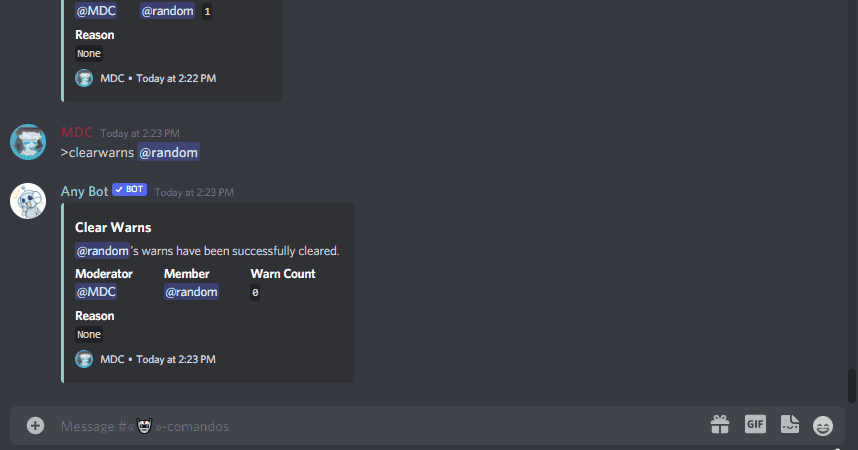 @MDC @random 1
Reason
None
MDC • Today at 2:22 PM
MDC Today at 2:23 PM
>clearwarns @random
Any Bot BOT Today at 2:23 PM
Clear Warns
@random's warns have been successfully cleared.
Moderator Member Warn Count
@MDC @random 0
Reason
None
MDC • Today at 2:23 PM
Message #«»-comandos
GIF